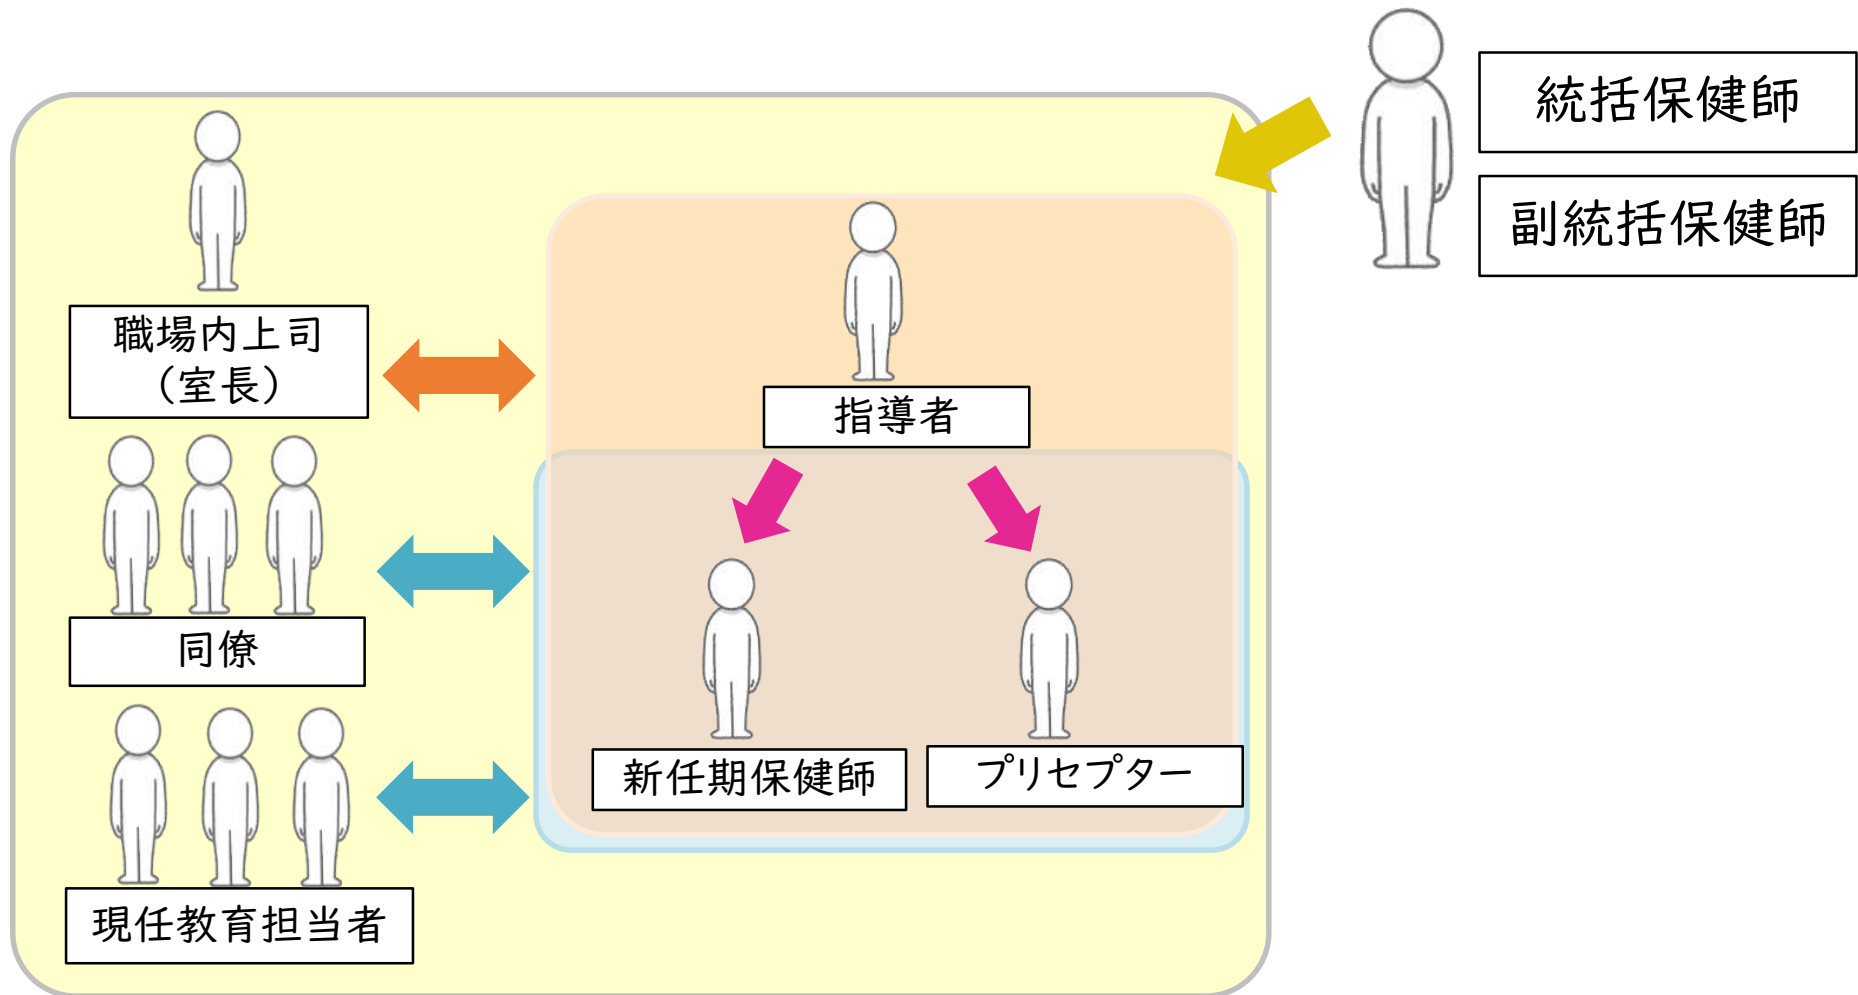 統括保健師
副統括保健師
職場内上司
（室長）
指導者
同僚
新任期保健師
プリセプター
現任教育担当者